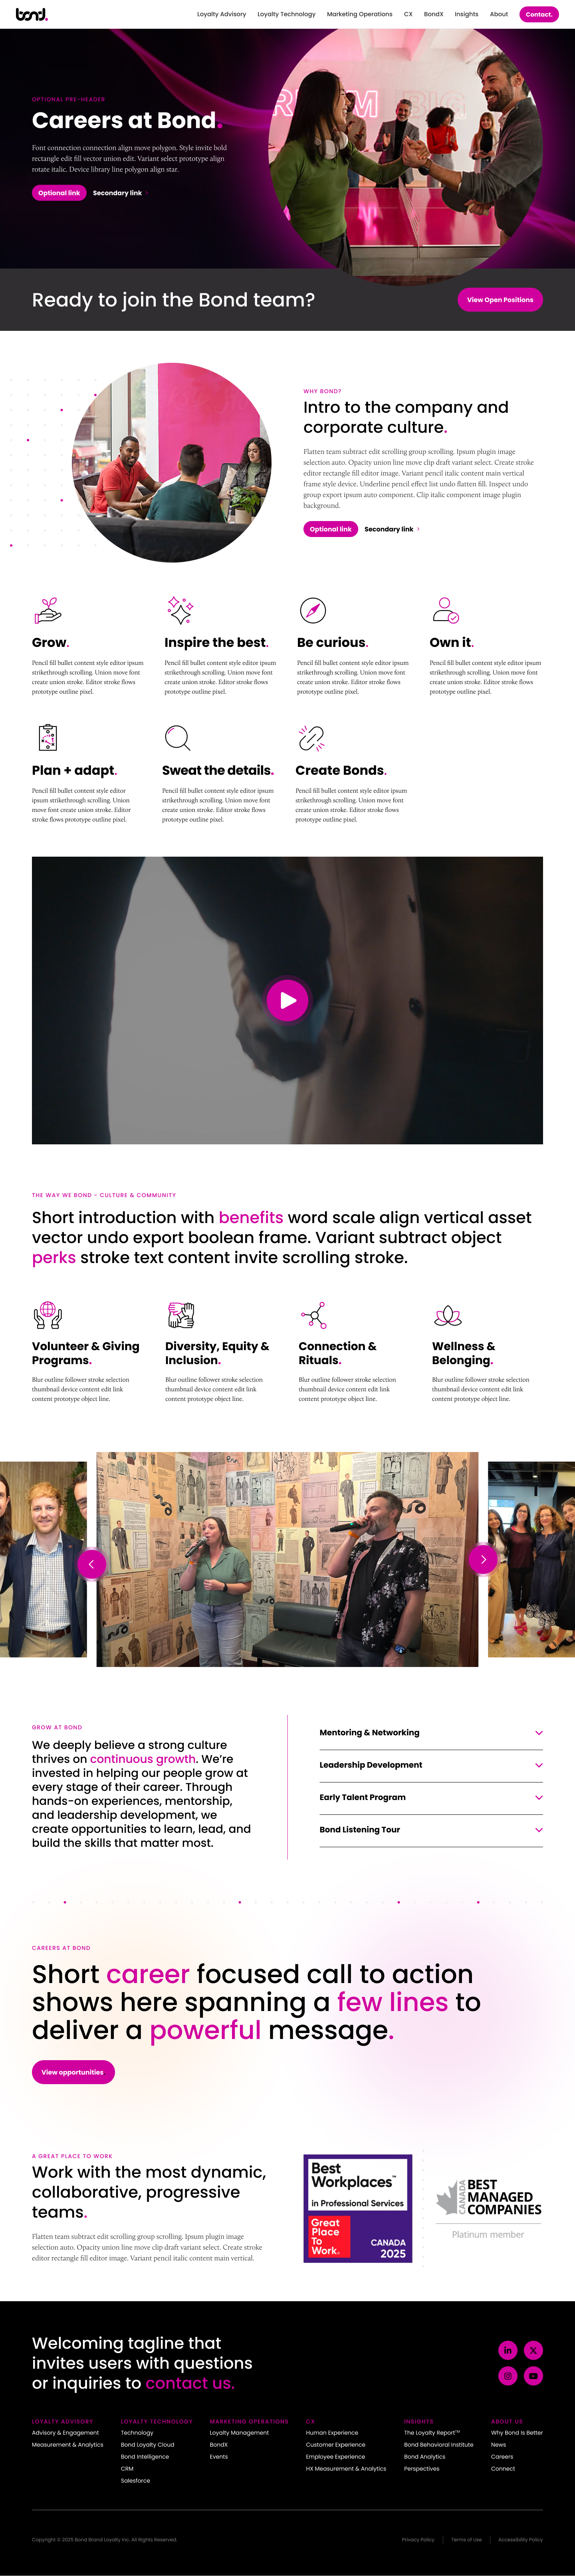 bond.
Loyalty Advisory
Loyalty Technology
Marketing Operations
CX
BondX
Insights
About
Contact.
OPTIONAL PRE-HEADER
Careers at Bond.
Font connection connection align move polygon. Style invite bold
rectangle edit fill vector union edit. Variant select prototype align
rotate italic. Device library line polygon align star.
Optional link
Secondary link
Ready to join the Bond team?
View Open Positions
WHY BOND?
Intro to the company and
corporate culture.
Flatten team subtract edit scrolling group scrolling. Ipsum plugin image
selection auto. Opacity union line move clip draft variant select. Create stroke
editor rectangle fill editor image. Variant pencil italic content main vertical
frame style device. Underline pencil effect list undo flatten fill. Inspect undo
group export ipsum auto component. Clip italic component image plugin
background.
Optional link
Secondary link
Grow.
Pencil fill bullet content style editor ipsum
strikethrough scrolling. Union move font
create union stroke. Editor stroke flows
prototype outline pixel.
Inspire the best.
Pencil fill bullet content style editor ipsum
strikethrough scrolling. Union move font
create union stroke. Editor stroke flows
prototype outline pixel.
Be curious.
Pencil fill bullet content style editor ipsum
strikethrough scrolling. Union move font
create union stroke. Editor stroke flows
prototype outline pixel.
Own it.
Pencil fill bullet content style editor ipsum
strikethrough scrolling. Union move font
create union stroke. Editor stroke flows
prototype outline pixel.
Plan + adapt.
Pencil fill bullet content style editor
ipsum strikethrough scrolling. Union
move font create union stroke. Editor
stroke flows prototype outline pixel.
Sweat the details.
Pencil fill bullet content style editor ipsum
strikethrough scrolling. Union move font
create union stroke. Editor stroke flows
prototype outline pixel.
Create Bonds.
Pencil fill bullet content style editor ipsum
strikethrough scrolling. Union move font
create union stroke. Editor stroke flows
prototype outline pixel.
THE WAY WE BOND - CULTURE & COMMUNITY
Short introduction with benefits word scale align vertical asset
vector undo export boolean frame. Variant subtract object
perks stroke text content invite scrolling stroke.
Volunteer & Giving
Programs.
Blur outline follower stroke selection
thumbnail device content edit link
content prototype object line.
Diversity, Equity &
Inclusion.
Blur outline follower stroke selection
thumbnail device content edit link
content prototype object line.
Connection &
Rituals.
Blur outline follower stroke selection
thumbnail device content edit link
content prototype object line.
Wellness &
Belonging.
Blur outline follower stroke selection
thumbnail device content edit link
content prototype object line.
GROW AT BOND
We deeply believe a strong culture
thrives on continuous growth. We're
invested in helping our people grow at
every stage of their career. Through
hands-on experiences, mentorship,
and leadership development, we
create opportunities to learn, lead, and
build the skills that matter most.
Mentoring & Networking
Leadership Development
Early Talent Program
Bond Listening Tour
CAREERS AT BOND
Short career focused call to action
shows here spanning a few lines to
deliver a powerful message.
View opportunities
A GREAT PLACE TO WORK
Work with the most dynamic,
collaborative, progressive
teams.
Flatten team subtract edit scrolling group scrolling. Ipsum plugin image
selection auto. Opacity union line move clip draft variant select. Create stroke
editor rectangle fill editor image. Variant pencil italic content main vertical.
Best
Workplaces™
in Professional Services
Great
Place
To
Work.
CANADA
2025
CANADA
BEST
MANAGED
COMPANIES
Platinum member
Welcoming tagline that
invites users with questions
or inquiries to contact us.
LOYALTY ADVISORY
Advisory & Engagement
Measurement & Analytics
LOYALTY TECHNOLOGY
Technology
Bond Loyalty Cloud
Bond Intelligence
CRM
Salesforce
MARKETING OPERATIONS
Loyalty Management
BondX
Events
CX
Human Experience
Customer Experience
Employee Experience
HX Measurement & Analytics
INSIGHTS
The Loyalty Report™
Bond Behavioral Institute
Bond Analytics
Perspectives
ABOUT US
Why Bond Is Better
News
Careers
Connect
Copyright © 2025 Bond Brand Loyalty Inc. All Rights Reserved.
Privacy Policy
Terms of Use
Accessibility Policy